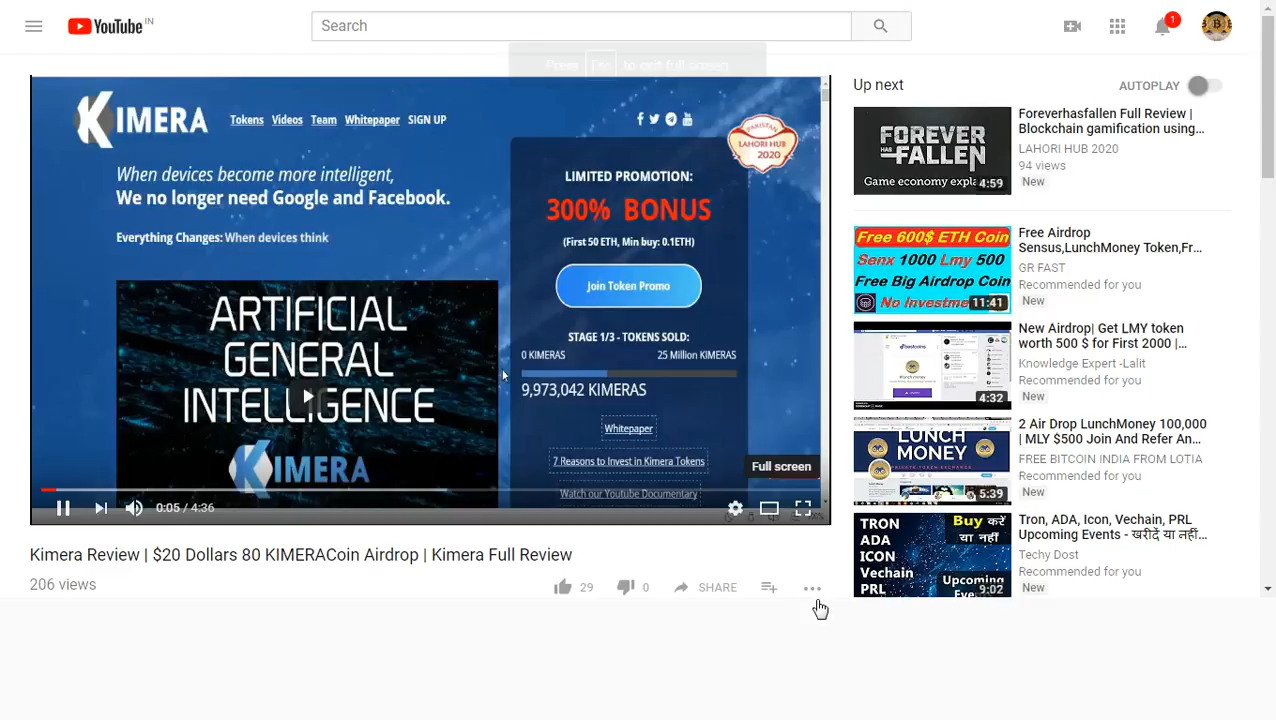 YouTube IN
Search
1
Press Esc to exit full screen
KIMERA
Tokens Videos Team Whitepaper SIGN UP
PAKISTAN
LAHORI HUB
2020
When devices become more intelligent,
We no longer need Google and Facebook.
Everything Changes: When devices think
ARTIFICIAL
GENERAL
INTELLIGENCE
KIMERA
LIMITED PROMOTION:
300% BONUS
(First 50 ETH, Min buy: 0.1ETH)
Join Token Promo
STAGE 1/3 - TOKENS SOLD:
0 KIMERAS 25 Million KIMERAS
9,973,042 KIMERAS
Whitepaper
7 Reasons to Invest in Kimera Tokens
Watch our Youtube Documentary
Full screen
0:05 / 4:36
Kimera Review | $20 Dollars 80 KIMERACoin Airdrop | Kimera Full Review
206 views
29 0 SHARE
Up next AUTOPLAY
FOREVER
HAS
FALLEN
Game economy expla
4:59
Foreverhasfallen Full Review |
Blockchain gamification using...
LAHORI HUB 2020
94 views
New
Free 600$ ETH Coin
Senx 1000 Lmy 500
Free Big Airdrop Coin
No Investme
11:41
Free Airdrop
Sensus,LunchMoney Token,Fr...
GR FAST
Recommended for you
New
4:32
New Airdrop| Get LMY token
worth 500 $ for First 2000 |...
Knowledge Expert -Lalit
Recommended for you
New
LUNCH
MONEY
5:39
2 Air Drop LunchMoney 100,000
| MLY $500 Join And Refer An...
FREE BITCOIN INDIA FROM LOTIA
Recommended for you
New
TRON Buy करें
ADA या नहीं
ICON
Vechain
PRL
Upcoming
Events
9:02
Tron, ADA, Icon, Vechain, PRL
Upcoming Events - खरीदें या नहीं...
Techy Dost
Recommended for you
New